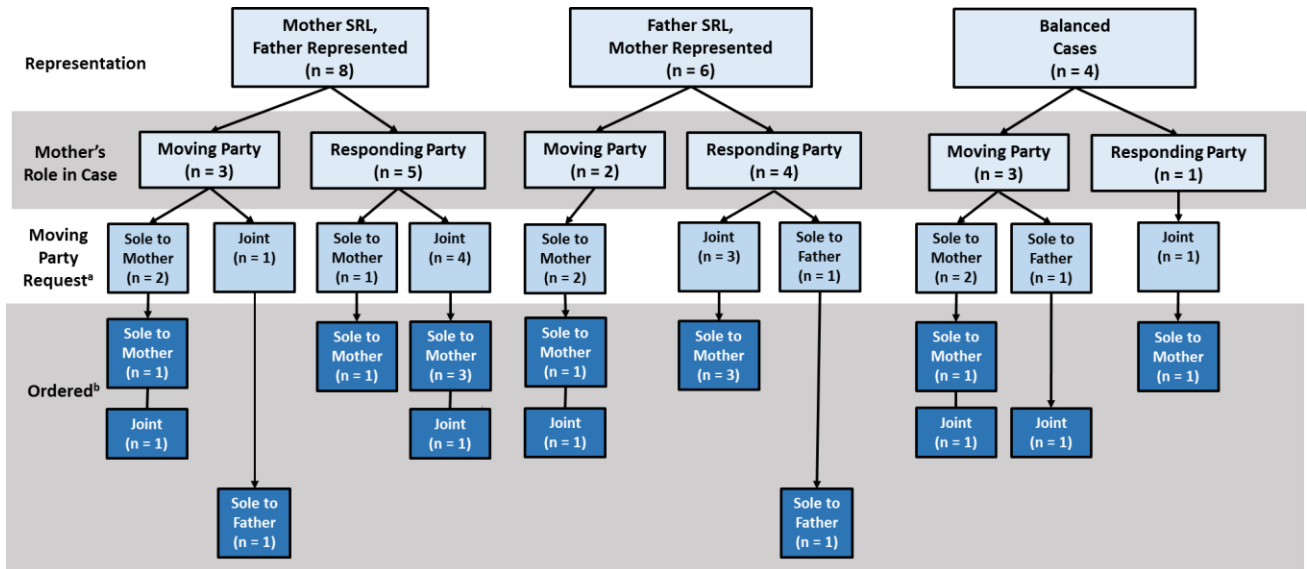 Representation
Mother SRL,
Father Represented
(n = 8)
Father SRL,
Mother Represented
(n = 6)
Balanced
Cases
(n = 4)
Mother's
Role in Case
Moving Party
(n = 3)
Responding Party
(n = 5)
Moving Party
(n = 2)
Responding Party
(n = 4)
Moving Party
(n = 3)
Responding Party
(n = 1)
Moving
Party
Requestᵃ
Sole to
Mother
(n = 2)
Joint
(n = 1)
Sole to
Mother
(n = 1)
Joint
(n = 4)
Sole to
Mother
(n = 2)
Joint
(n = 3)
Sole to
Father
(n = 1)
Sole to
Mother
(n = 2)
Sole to
Father
(n = 1)
Joint
(n = 1)
Orderedᵇ
Sole to
Mother
(n = 1)
Sole to
Mother
(n = 1)
Sole to
Mother
(n = 3)
Sole to
Mother
(n = 1)
Sole to
Mother
(n = 3)
Sole to
Mother
(n = 1)
Sole to
Mother
(n = 1)
Joint
(n = 1)
Joint
(n = 1)
Joint
(n = 1)
Joint
(n = 1)
Joint
(n = 1)
Sole to
Father
(n = 1)
Sole to
Father
(n = 1)